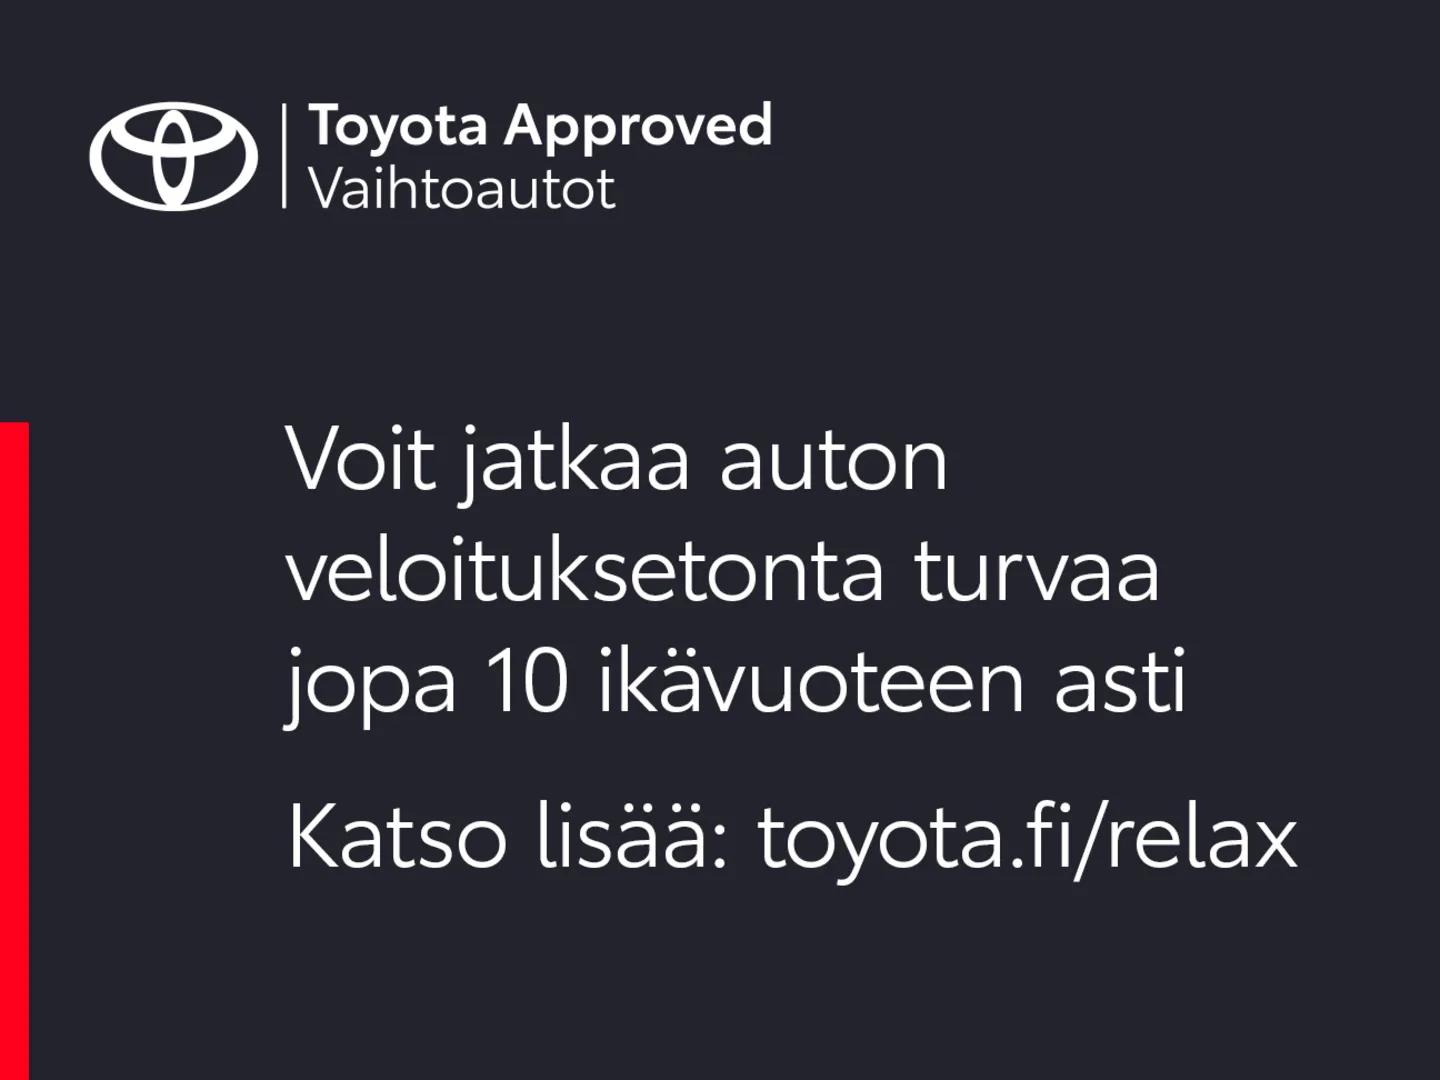 Toyota Approved
Vaihtoautot
Voit jatkaa auton
veloituksetonta turvaa
jopa 10 ikävuoteen asti
Katso lisää: toyota.fi/relax